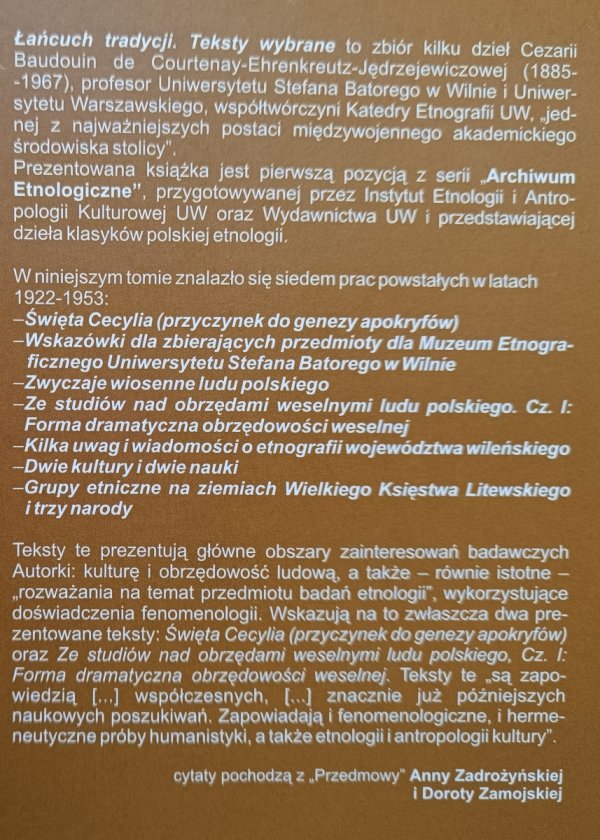 Łańcuch tradycji. Teksty wybrane to zbiór kilku dzieł Cezarii
Baudouin de Courtenay-Ehrenkreutz-Jędrzejewiczowej (1885-
-1967), profesor Uniwersytetu Stefana Batorego w Wilnie i Uniwer-
sytetu Warszawskiego, współtwórczyni Katedry Etnografii UW, „jed-
nej z najważniejszych postaci międzywojennego akademickiego
środowiska stolicy”.
Prezentowana książka jest pierwszą pozycją z serii „Archiwum
Etnologiczne”, przygotowywanej przez Instytut Etnologii i Antro-
pologii Kulturowej UW oraz Wydawnictwa UW i przedstawiającej
dzieła klasyków polskiej etnologii.
W niniejszym tomie znalazło się siedem prac powstałych w latach
1922-1953:
–Święta Cecylia (przyczynek do genezy apokryfów)
–Wskazówki dla zbierających przedmioty dla Muzeum Etnogra-
ficznego Uniwersytetu Stefana Batorego w Wilnie
–Zwyczaje wiosenne ludu polskiego
–Ze studiów nad obrzędami weselnymi ludu polskiego. Cz. I:
Forma dramatyczna obrzędowości weselnej
–Kilka uwag i wiadomości o etnografii województwa wileńskiego
–Dwie kultury i dwie nauki
–Grupy etniczne na ziemiach Wielkiego Księstwa Litewskiego
i trzy narody
Teksty te prezentują główne obszary zainteresowań badawczych
Autorki: kulturę i obrzędowość ludową, a także – równie istotne –
„rozważania na temat przedmiotu badań etnologii”, wykorzystujące
doświadczenia fenomenologii. Wskazują na to zwłaszcza dwa pre-
zentowane teksty: Święta Cecylia (przyczynek do genezy apokryfów)
oraz Ze studiów nad obrzędami weselnymi ludu polskiego, Cz. I:
Forma dramatyczna obrzędowości weselnej. Teksty te „są zapo-
wiedzią [...] współczesnych, [...] znacznie już późniejszych
naukowych poszukiwań. Zapowiadają i fenomenologiczne, i herme-
neutyczne próby humanistyki, a także etnologii i antropologii kultury”.
cytaty pochodzą z „Przedmowy” Anny Zadrożyńskiej
i Doroty Zamojskiej